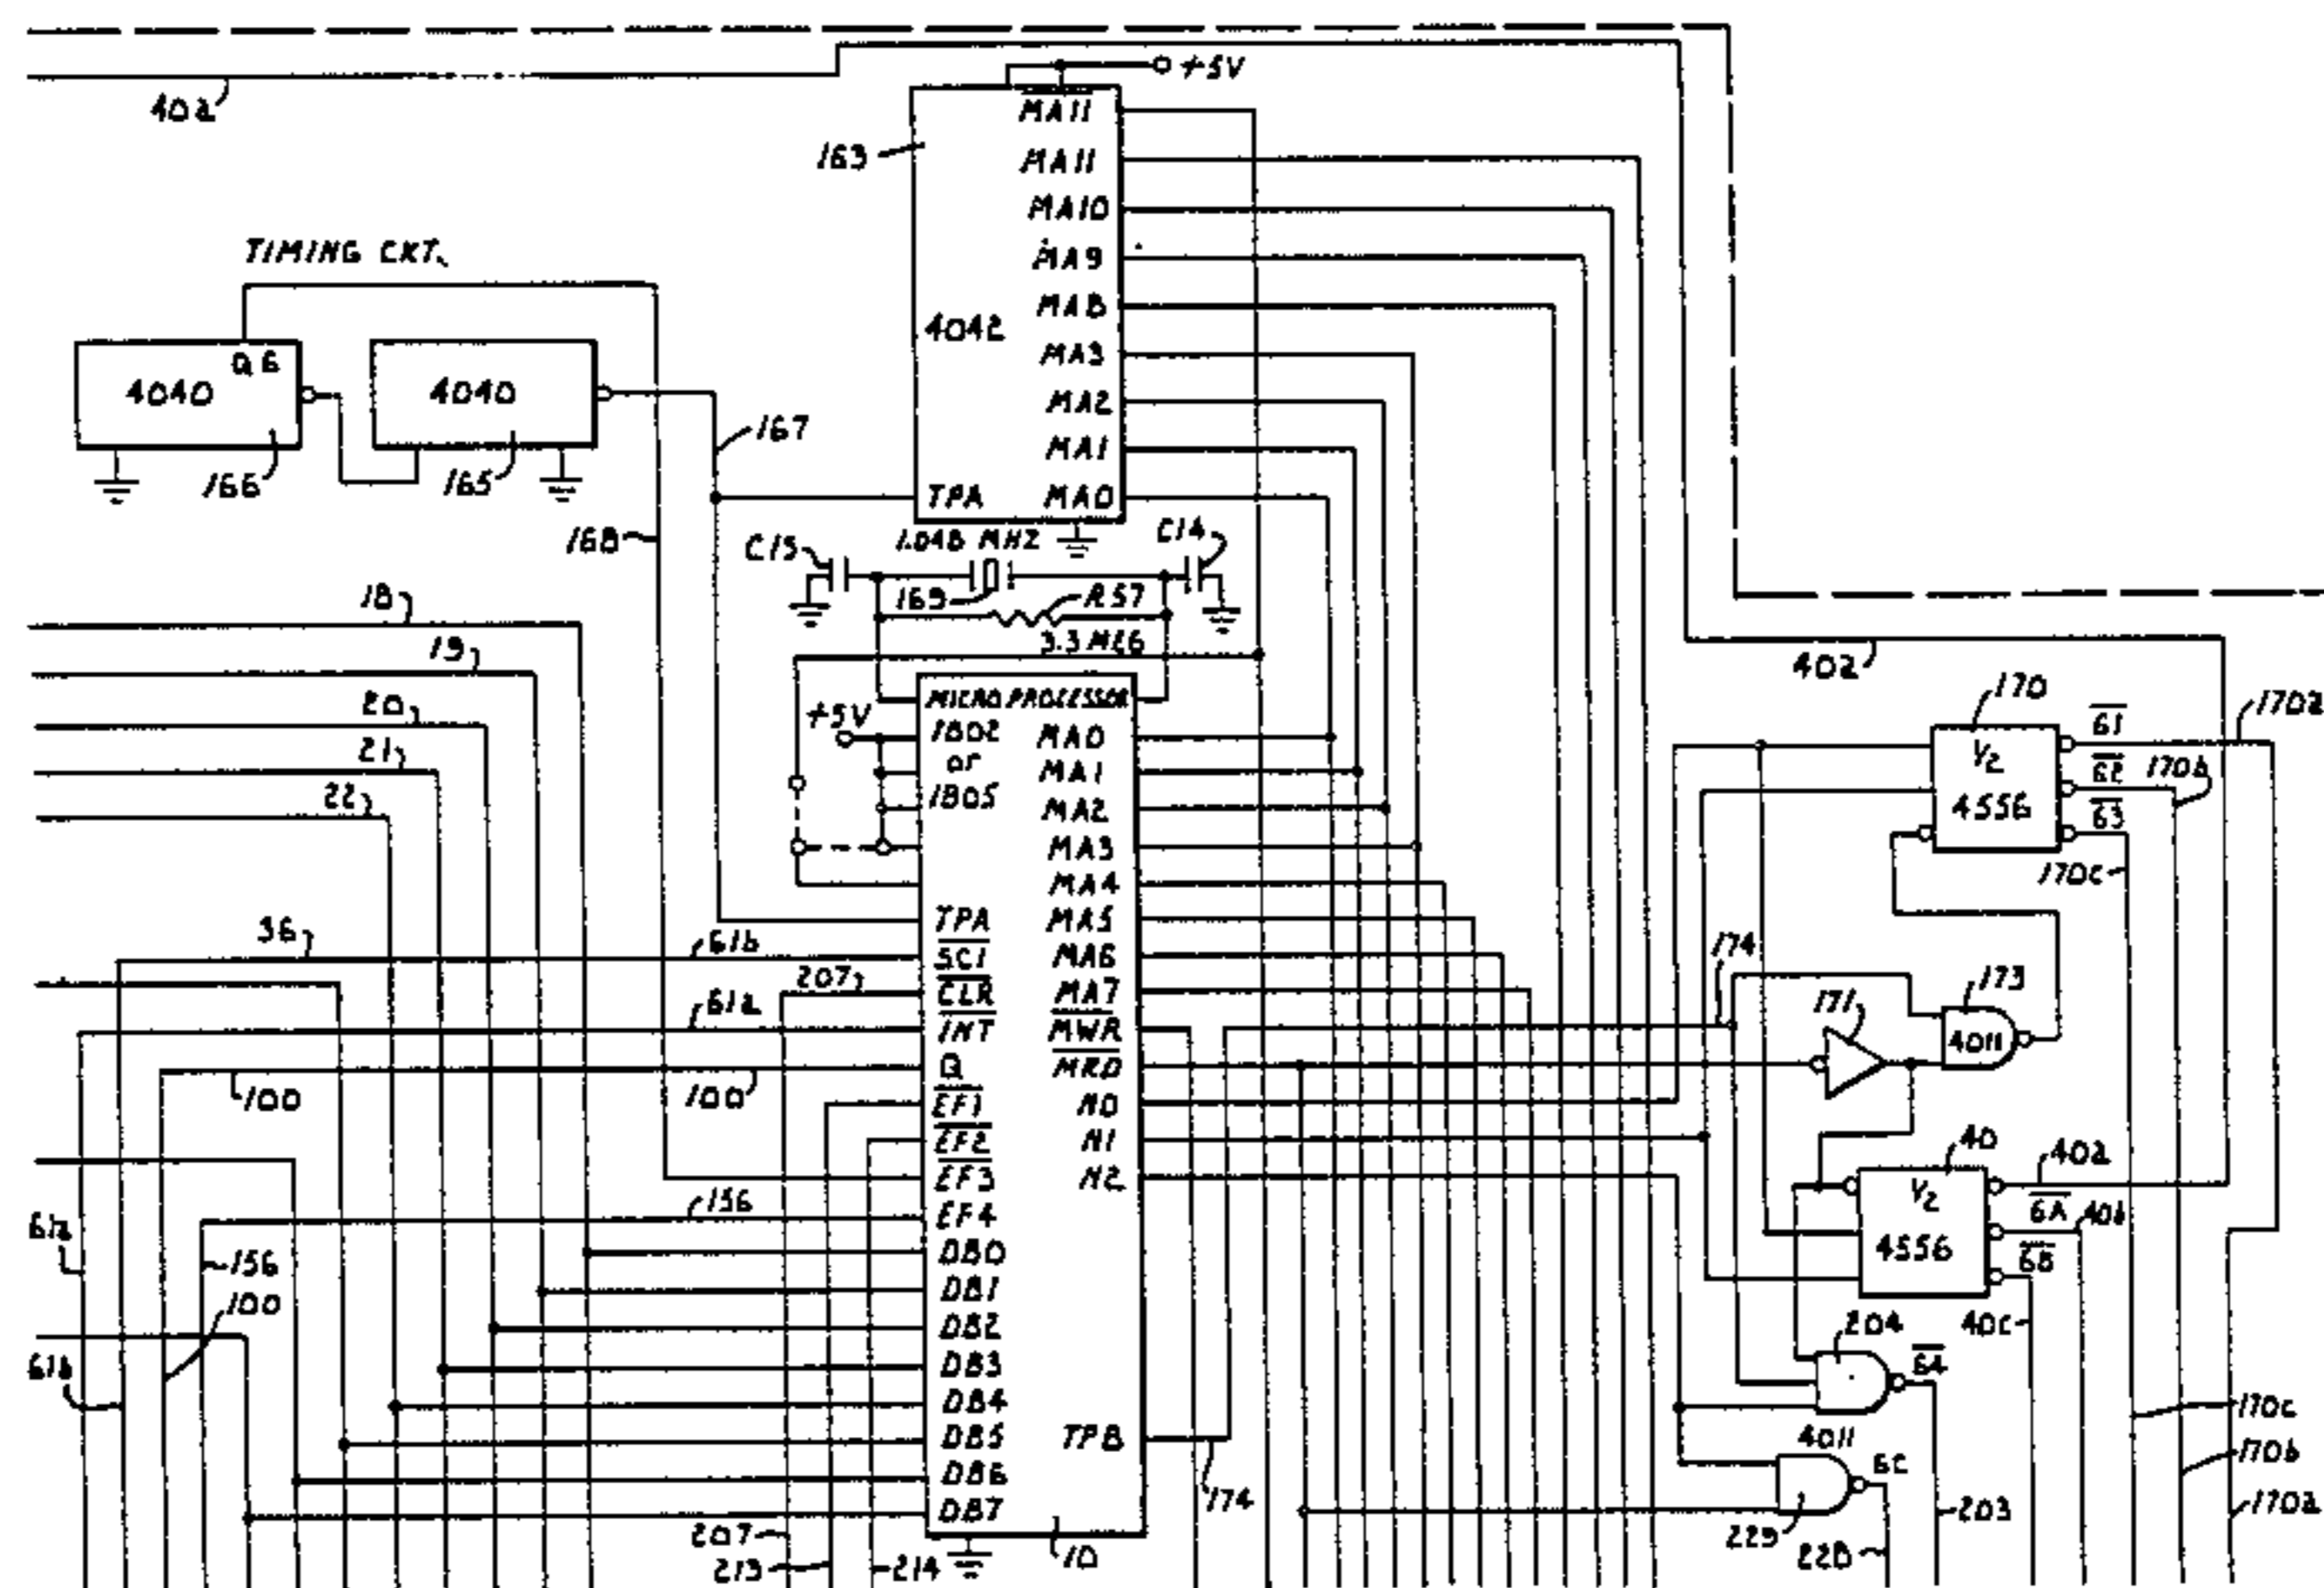 +5V
402
MA11
163
MA11
MA10
MA9
MA8
MA3
MA2
MA1
MA0
4042
TPA
TIMING CKT.
Q6
4040
4040
166
165
167
168
1.048 MHZ
C15
C14
169
R57
3.3 MEG
18
19
20
21
22
402
MICROPROCESSOR
+5V
1802
or
1805
MA0
MA1
MA2
MA3
MA4
MA5
MA6
MA7
MWR
MRD
N0
N1
N2
TPB
TPA
SC1
CLR
INT
Q
EF1
EF2
EF3
EF4
DB0
DB1
DB2
DB3
DB4
DB5
DB6
DB7
36
61b
207
61a
100
100
156
61a
156
100
61b
207
213
214
10
174
170
1/2
4556
61
62
63
170a
170b
170c
174
171
173
4011
40
1/2
4556
40a
6A
40b
6B
40c
204
64
4011
6C
229
228
203
170c
170b
170a